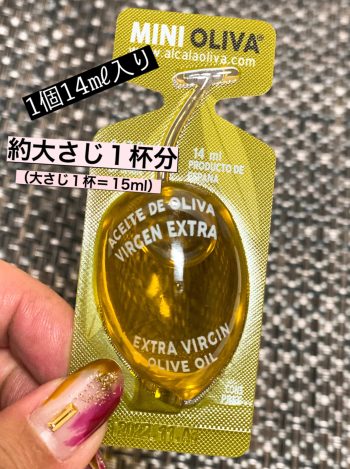 MINI OLIVA®
www.alcalaoliva.com
1個14㎖入り
約大さじ１杯分
（大さじ１杯＝15ml）
14 ml
PRODUCTO DE
ESPAÑA
ACEITE DE OLIVA
VIRGEN EXTRA
EXTRA VIRGIN
OLIVE OIL